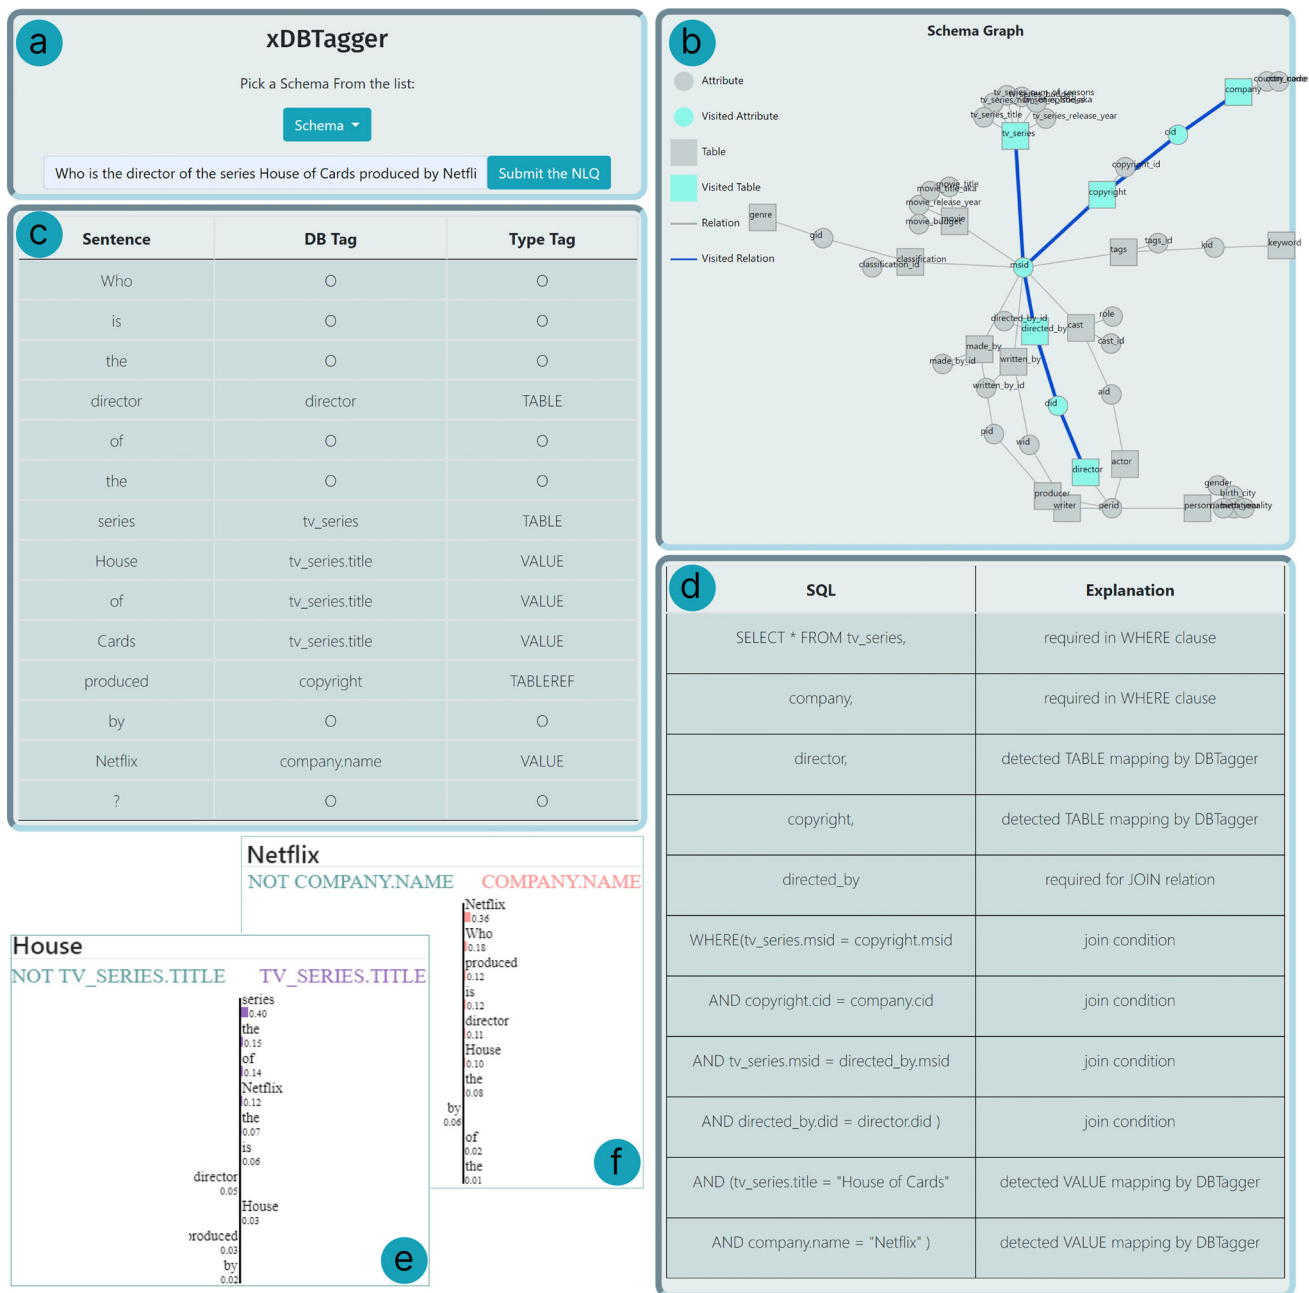 a
xDBTagger
Pick a Schema From the list:
Schema
Who is the director of the series House of Cards produced by Netfli
Submit the NLQ
b
Schema Graph
Attribute
Visited Attribute
Table
Visited Table
Relation
Visited Relation
tv_series_num_of_seasons
tv_series_title
tv_series_release_year
tv_series
company
cid
copyright_id
copyright
movie_title
movie_title_aka
movie_release_year
movie_budget
movie
genre
gid
classification_id
classification
msid
tags
tags_id
kid
keyword
directed_by_id
directed_by
cast
role
cast_id
made_by
made_by_id
written_by
written_by_id
did
aid
pid
wid
director
actor
producer
writer
perid
person
gender
birth_city
c
Sentence DB Tag Type Tag
Who O O
is O O
the O O
director director TABLE
of O O
the O O
series tv_series TABLE
House tv_series.title VALUE
of tv_series.title VALUE
Cards tv_series.title VALUE
produced copyright TABLEREF
by O O
Netflix company.name VALUE
? O O
d
SQL Explanation
SELECT * FROM tv_series, required in WHERE clause
company, required in WHERE clause
director, detected TABLE mapping by DBTagger
copyright, detected TABLE mapping by DBTagger
directed_by required for JOIN relation
WHERE(tv_series.msid = copyright.msid join condition
AND copyright.cid = company.cid join condition
AND tv_series.msid = directed_by.msid join condition
AND directed_by.did = director.did ) join condition
AND (tv_series.title = "House of Cards" detected VALUE mapping by DBTagger
AND company.name = "Netflix" ) detected VALUE mapping by DBTagger
House
NOT TV_SERIES.TITLE TV_SERIES.TITLE
series
0.40
the
0.15
of
0.14
Netflix
0.12
the
0.07
is
0.06
director
0.05
House
0.03
roduced
0.03
by
0.02
e
Netflix
NOT COMPANY.NAME COMPANY.NAME
Netflix
0.36
Who
0.18
produced
0.12
is
0.12
director
0.11
House
0.10
the
0.08
by
0.06
of
0.02
the
0.01
f